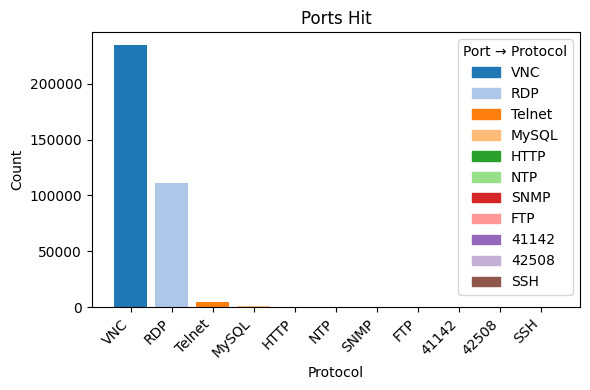 Ports Hit
Count
200000
150000
100000
50000
0
VNC
RDP
Telnet
MySQL
HTTP
NTP
SNMP
FTP
41142
42508
SSH
Protocol
Port → Protocol
VNC
RDP
Telnet
MySQL
HTTP
NTP
SNMP
FTP
41142
42508
SSH